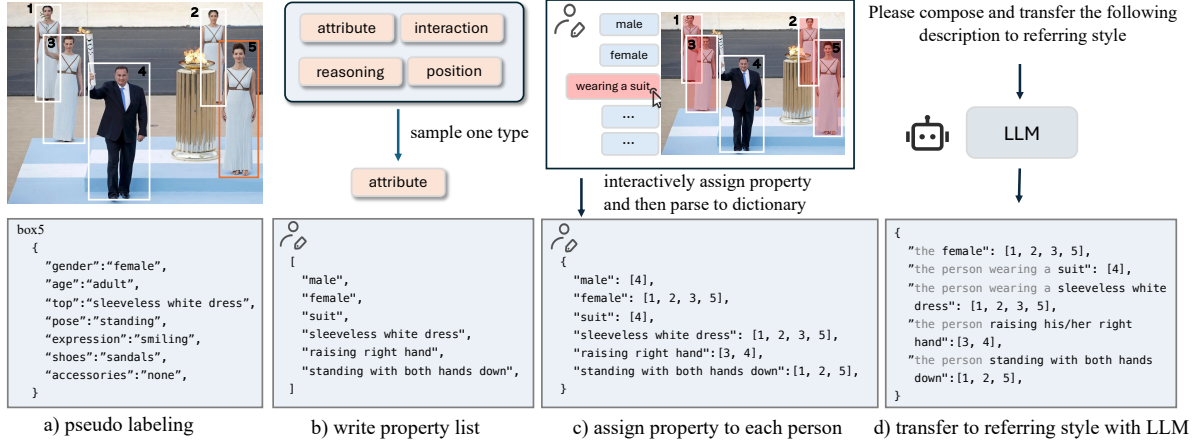 1
2
3
4
5
box5
{
"gender":“female”,
“age":“adult”,
“top":“sleeveless white dress”,
“pose":“standing”,
“expression":“smiling”,
“shoes":“sandals”,
“accessories":”none”,
}
a) pseudo labeling
attribute
interaction
reasoning
position
sample one type
attribute
[
"male",
"female",
"suit",
"sleeveless white dress",
"raising right hand",
"standing with both hands down",
]
b) write property list
male
female
wearing a suit
...
...
1
2
3
4
5
interactively assign property
and then parse to dictionary
{
"male": [4],
"female": [1, 2, 3, 5],
"suit": [4],
"sleeveless white dress": [1, 2, 3, 5],
"raising right hand":[3, 4],
"standing with both hands down":[1, 2, 5],
}
c) assign property to each person
Please compose and transfer the following
description to referring style
LLM
{
”the female": [1, 2, 3, 5],
”the person wearing a suit": [4],
”the person wearing a sleeveless white
dress": [1, 2, 3, 5],
”the person raising his/her right
hand":[3, 4],
”the person standing with both hands
down":[1, 2, 5],
}
d) transfer to referring style with LLM